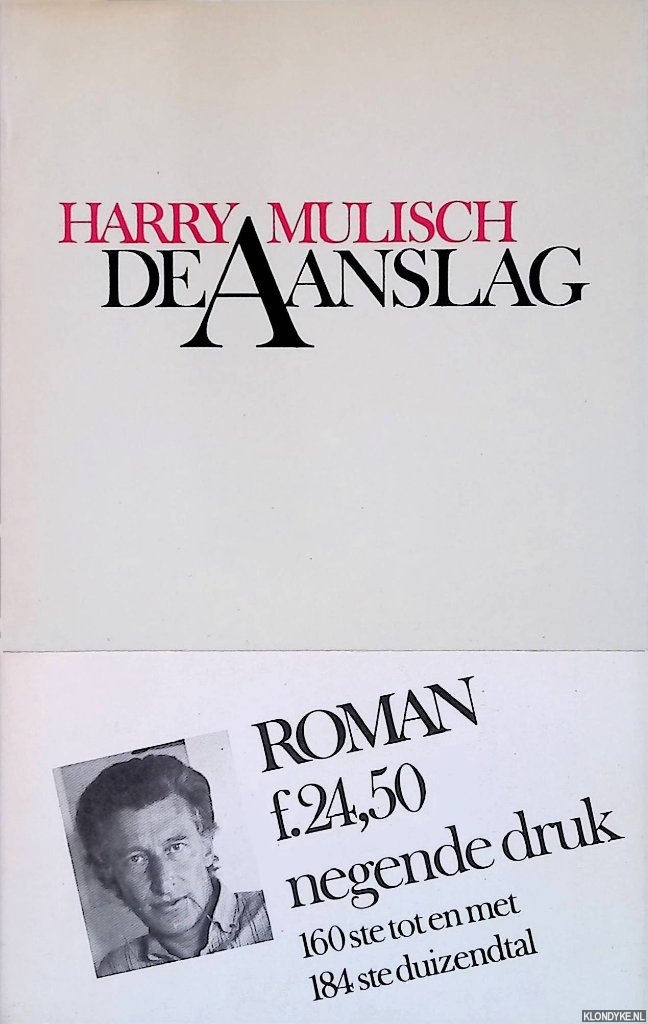 HARRY MULISCH
DE AANSLAG
ROMAN
f.24,50
negende druk
160 ste tot en met
184 ste duizendtal
KLONDYKE.NL